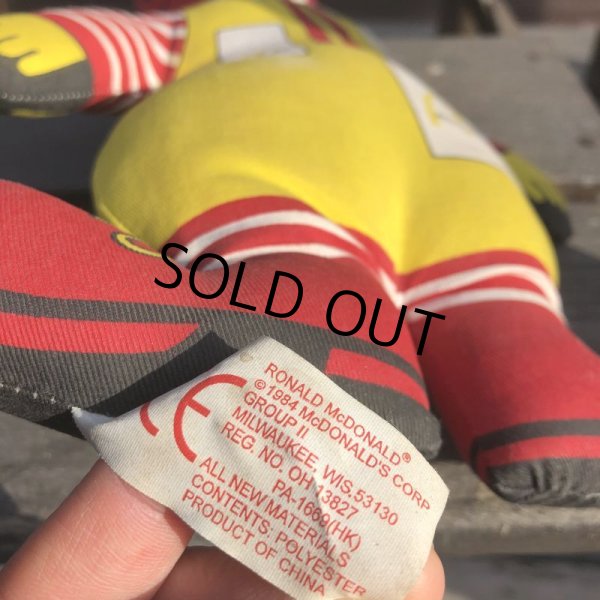 SOLD OUT
CE
RONALD McDONALD®
©1984 McDONALD'S CORP
GROUP II
MILWAUKEE, WIS.53130
REG. NO. OH-13827
PA-1669(HK)
ALL NEW MATERIALS
CONTENTS: POLYESTER
PRODUCT OF CHINA